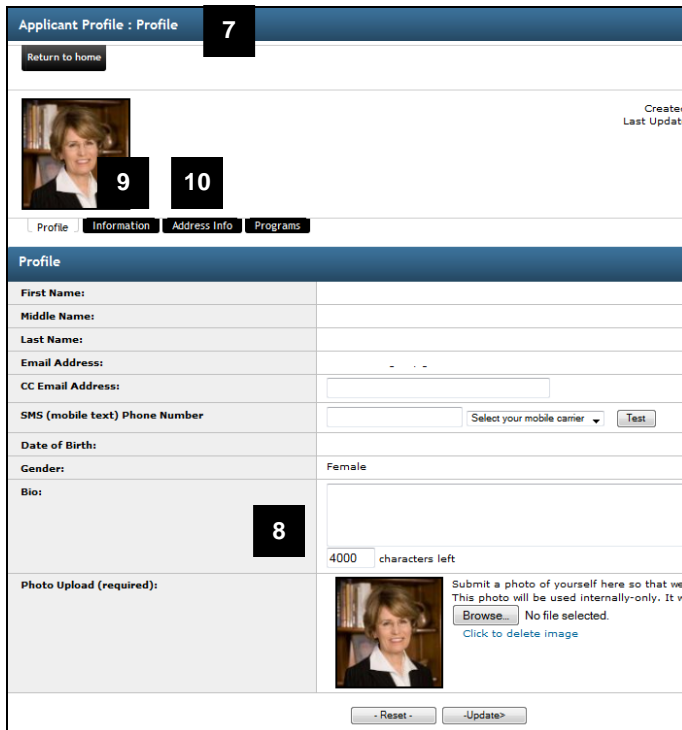 Applicant Profile : Profile
7
Return to home
Created
Last Updat
9
10
Profile
Information
Address Info
Programs
Profile
First Name:
Middle Name:
Last Name:
Email Address:
CC Email Address:
SMS (mobile text) Phone Number
Select your mobile carrier
Test
Date of Birth:
Gender:
Female
Bio:
8
4000 characters left
Photo Upload (required):
Submit a photo of yourself here so that we
This photo will be used internally-only. It w
Browse... No file selected.
Click to delete image
- Reset -
-Update>